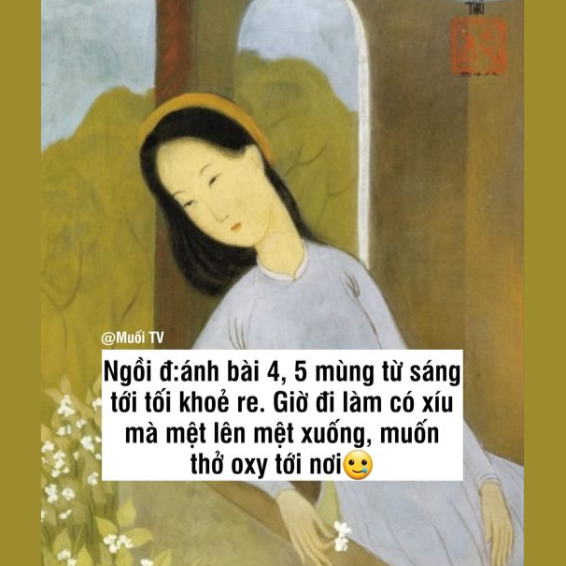 THỨ
@Muối TV
Ngồi đ:ánh bài 4, 5 mùng từ sáng
tới tối khoẻ re. Giờ đi làm có xíu
mà mệt lên mệt xuống, muốn
thở oxy tới nơi🥲